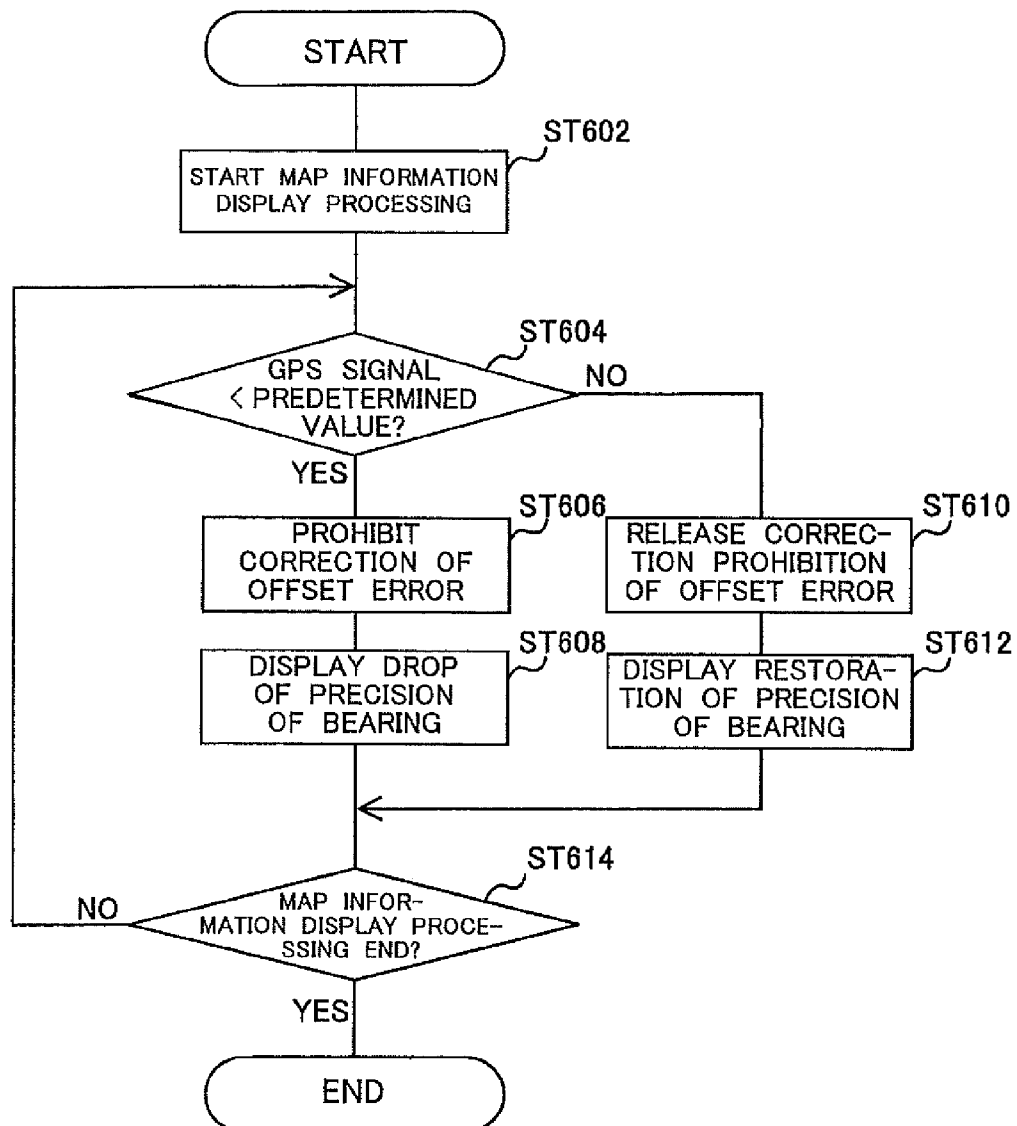 START
ST602
START MAP INFORMATION
DISPLAY PROCESSING
ST604
GPS SIGNAL
< PREDETERMINED
VALUE?
NO
YES
ST606
PROHIBIT
CORRECTION OF
OFFSET ERROR
ST610
RELEASE CORREC-
TION PROHIBITION
OF OFFSET ERROR
ST608
DISPLAY DROP
OF PRECISION
OF BEARING
ST612
DISPLAY RESTORA-
TION OF PRECISION
OF BEARING
ST614
MAP INFOR-
MATION DISPLAY PROCE-
SSING END?
NO
YES
END